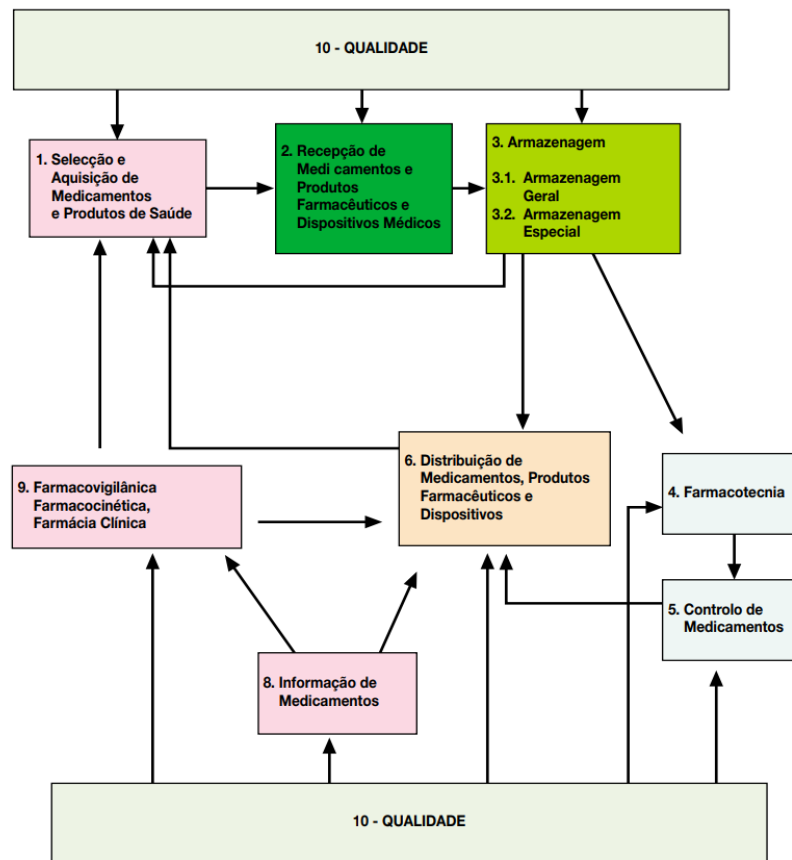 10 - QUALIDADE
1. Selecção e
Aquisição de
Medicamentos
e Produtos de Saúde
2. Recepção de
Medi camentos e
Produtos
Farmacêuticos e
Dispositivos Médicos
3. Armazenagem
3.1. Armazenagem
Geral
3.2. Armazenagem
Especial
9. Farmacovigilânica
Farmacocinética,
Farmácia Clínica
6. Distribuição de
Medicamentos, Produtos
Farmacêuticos e
Dispositivos
4. Farmacotecnia
5. Controlo de
Medicamentos
8. Informação de
Medicamentos
10 - QUALIDADE